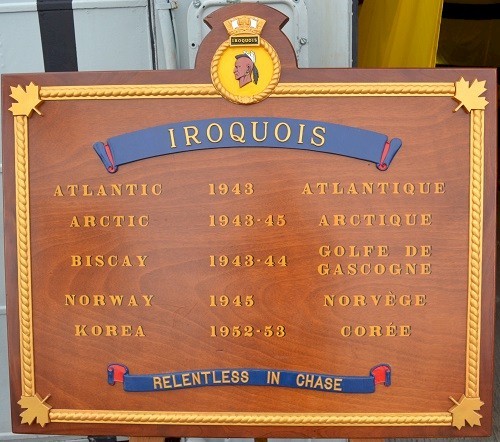 IROQUOIS
IROQUOIS
ATLANTIC 1943 ATLANTIQUE
ARCTIC 1943-45 ARCTIQUE
BISCAY 1943-44 GOLFE DE
GASCOGNE
NORWAY 1945 NORVÈGE
KOREA 1952-53 CORÉE
RELENTLESS IN CHASE